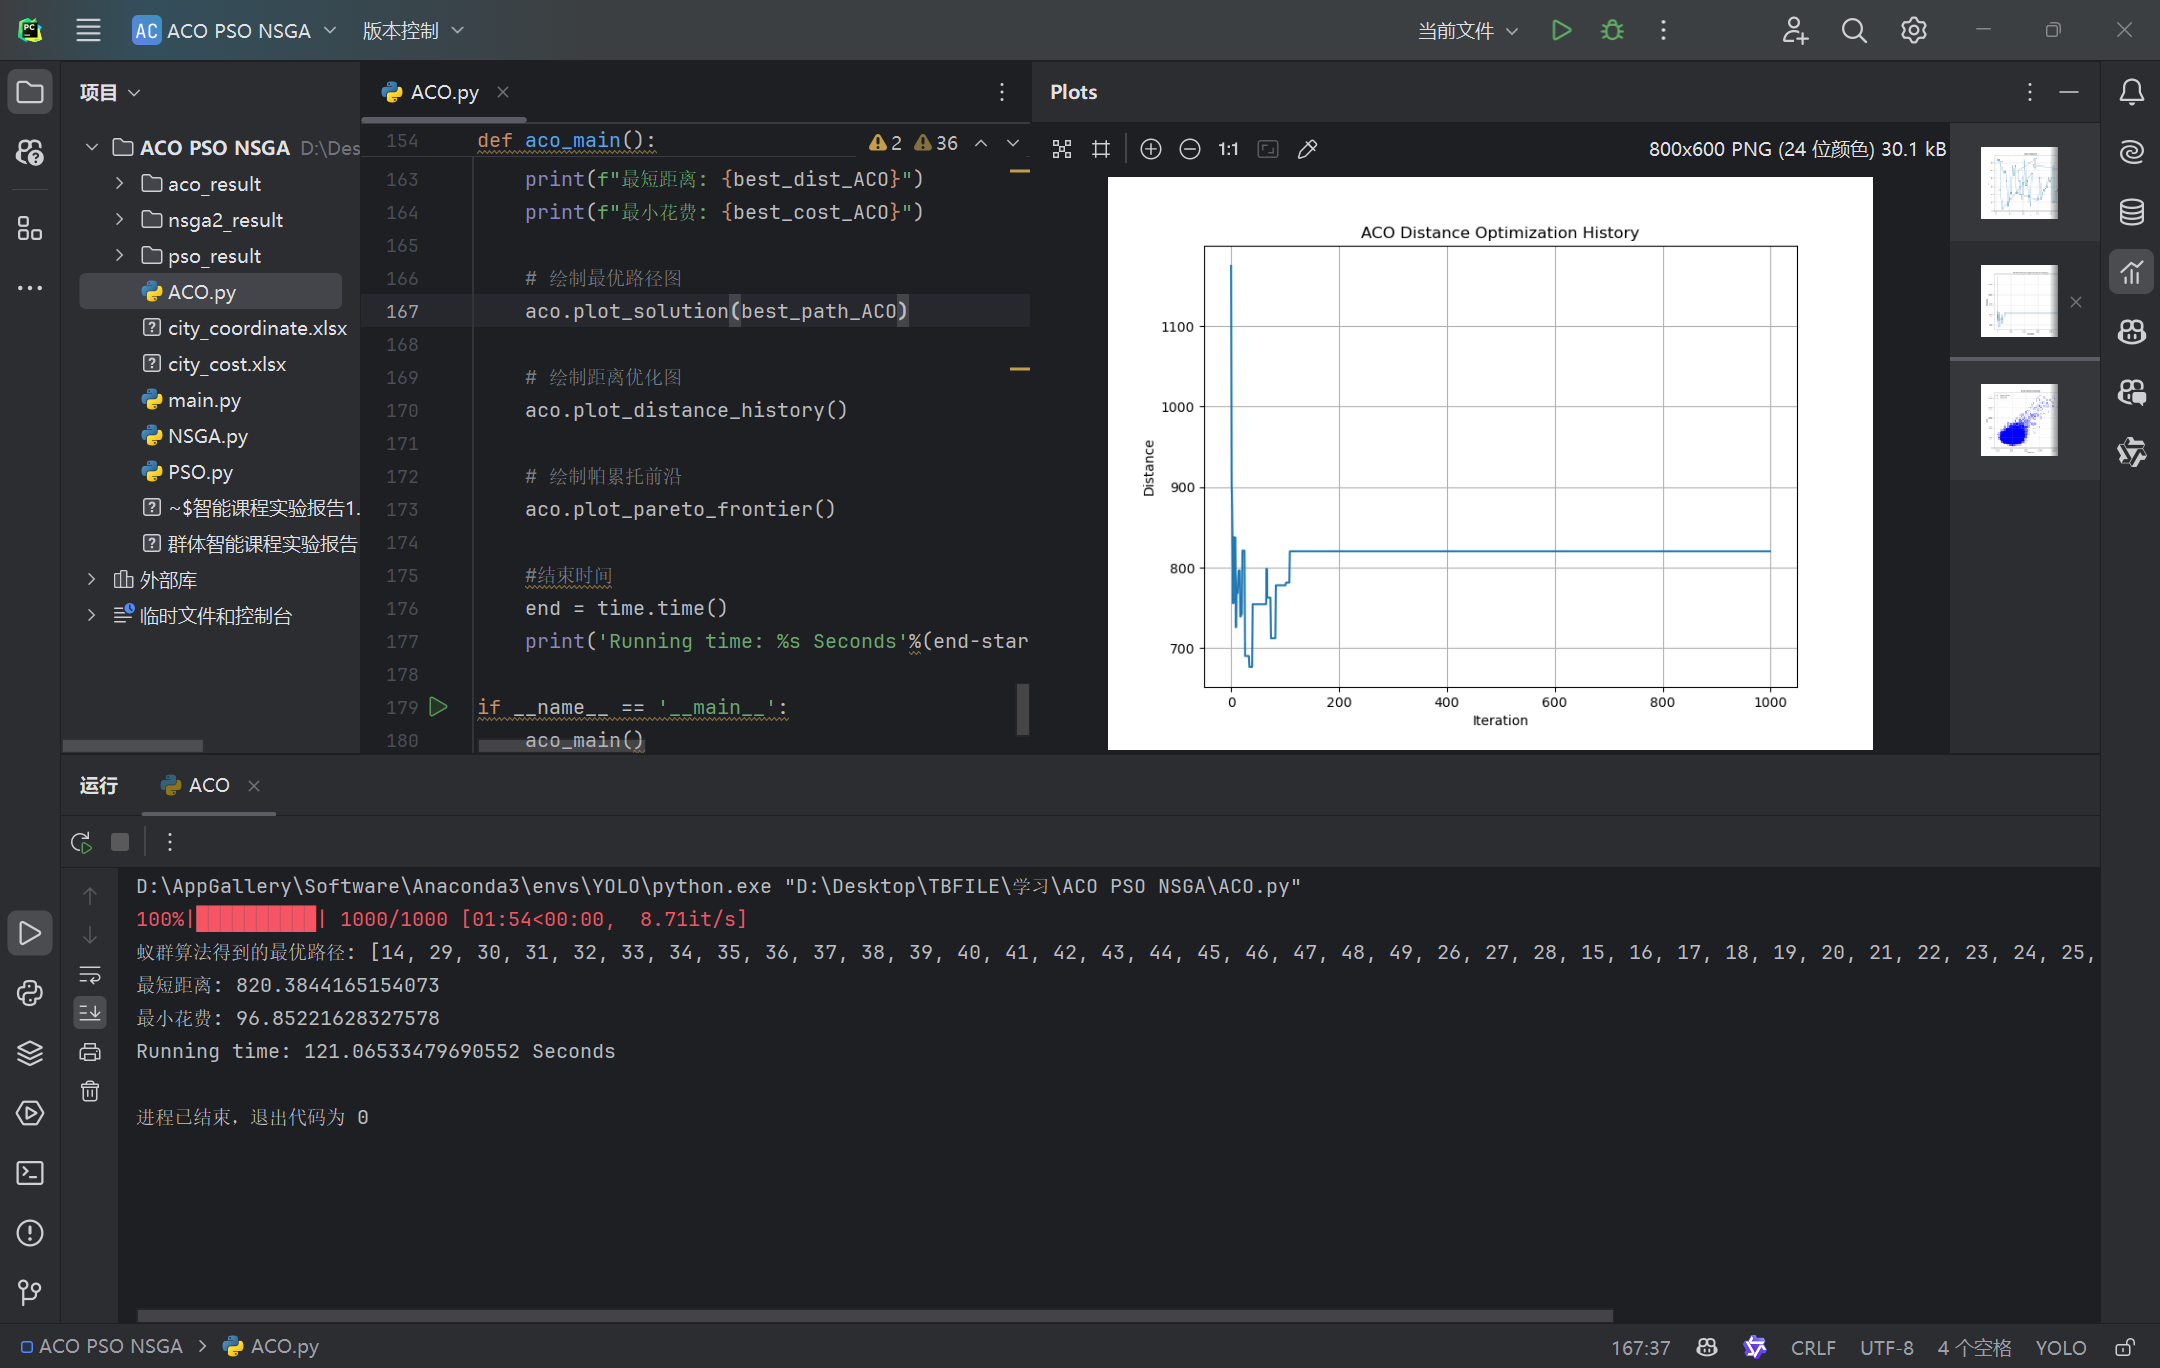 AC ACO PSO NSGA 版本控制 当前文件
项目
ACO PSO NSGA D:\Des
aco_result
nsga2_result
pso_result
ACO.py
city_coordinate.xlsx
city_cost.xlsx
main.py
NSGA.py
PSO.py
~$智能课程实验报告1.
群体智能课程实验报告
外部库
临时文件和控制台
ACO.py
154 def aco_main(): 2 36
163 print(f"最短距离: {best_dist_ACO}")
164 print(f"最小花费: {best_cost_ACO}")
165
166 # 绘制最优路径图
167 aco.plot_solution(best_path_ACO)
168
169 # 绘制距离优化图
170 aco.plot_distance_history()
171
172 # 绘制帕累托前沿
173 aco.plot_pareto_frontier()
174
175 #结束时间
176 end = time.time()
177 print('Running time: %s Seconds'%(end-star
178
179 if __name__ == '__main__':
180 aco_main()
Plots
1:1 800x600 PNG (24 位颜色) 30.1 kB
ACO Distance Optimization History
1100
1000
900
800
700
Distance
0 200 400 600 800 1000
Iteration
运行 ACO
D:\AppGallery\Software\Anaconda3\envs\YOLO\python.exe "D:\Desktop\TBFILE\学习\ACO PSO NSGA\ACO.py"
100%|██████████| 1000/1000 [01:54<00:00, 8.71it/s]
蚁群算法得到的最优路径: [14, 29, 30, 31, 32, 33, 34, 35, 36, 37, 38, 39, 40, 41, 42, 43, 44, 45, 46, 47, 48, 49, 26, 27, 28, 15, 16, 17, 18, 19, 20, 21, 22, 23, 24, 25,
最短距离: 820.3844165154073
最小花费: 96.85221628327578
Running time: 121.06533479690552 Seconds
进程已结束，退出代码为 0
ACO PSO NSGA > ACO.py
167:37 CRLF UTF-8 4 个空格 YOLO